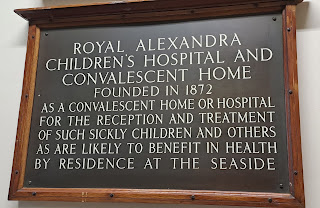 ROYAL ALEXANDRA
CHILDREN'S HOSPITAL AND
CONVALESCENT HOME
FOUNDED IN 1872
AS A CONVALESCENT HOME OR HOSPITAL
FOR THE RECEPTION AND TREATMENT
OF SUCH SICKLY CHILDREN AND OTHERS
AS ARE LIKELY TO BENEFIT IN HEALTH
BY RESIDENCE AT THE SEASIDE